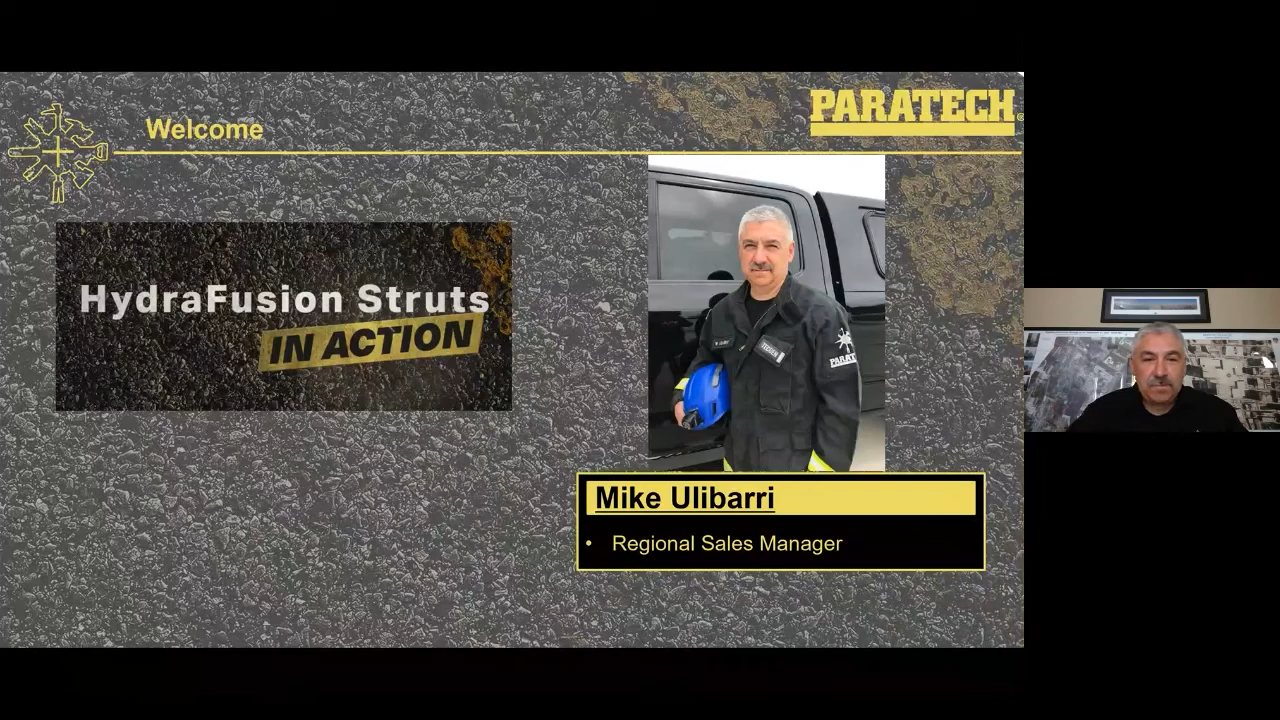 Welcome
PARATECH
HydraFusion Struts
IN ACTION
PARATECH
Mike Ulibarri
• Regional Sales Manager